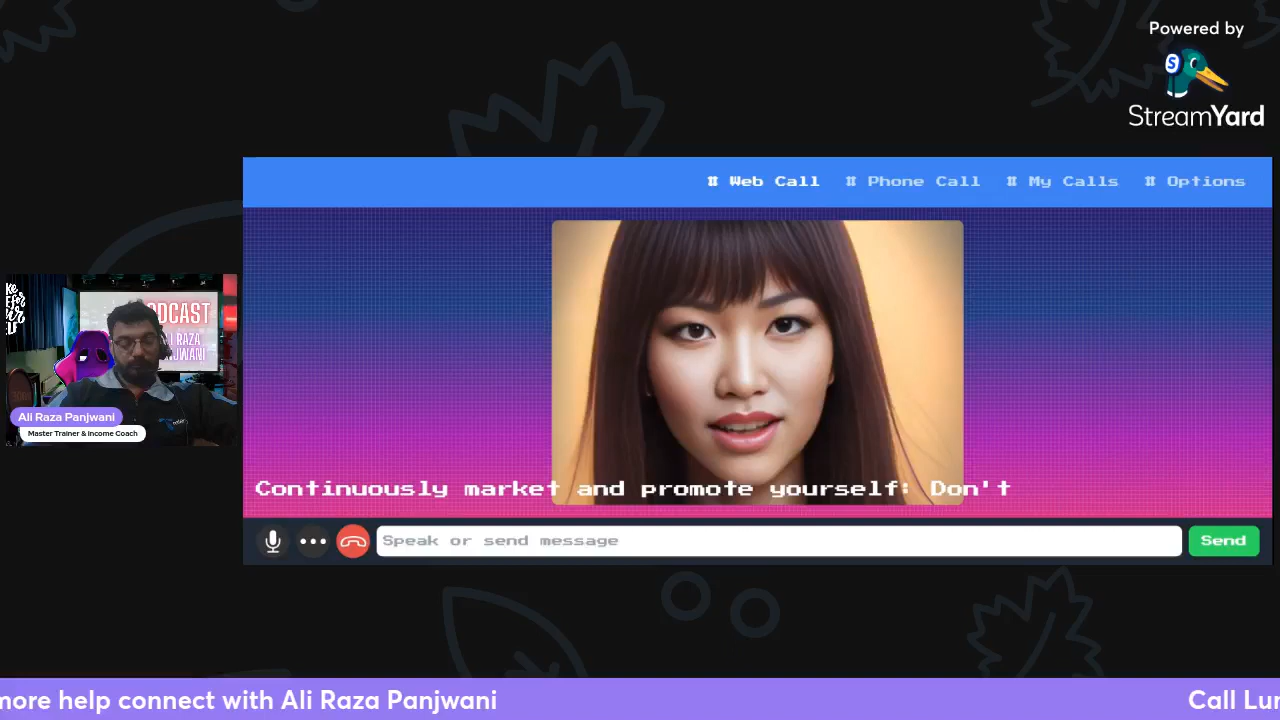 Powered by
StreamYard
# Web Call # Phone Call # My Calls # Options
Continuously market and promote yourself: Don't
Speak or send message
Send
Ali Raza Panjwani
Master Trainer & Income Coach
more help connect with Ali Raza Panjwani
Call